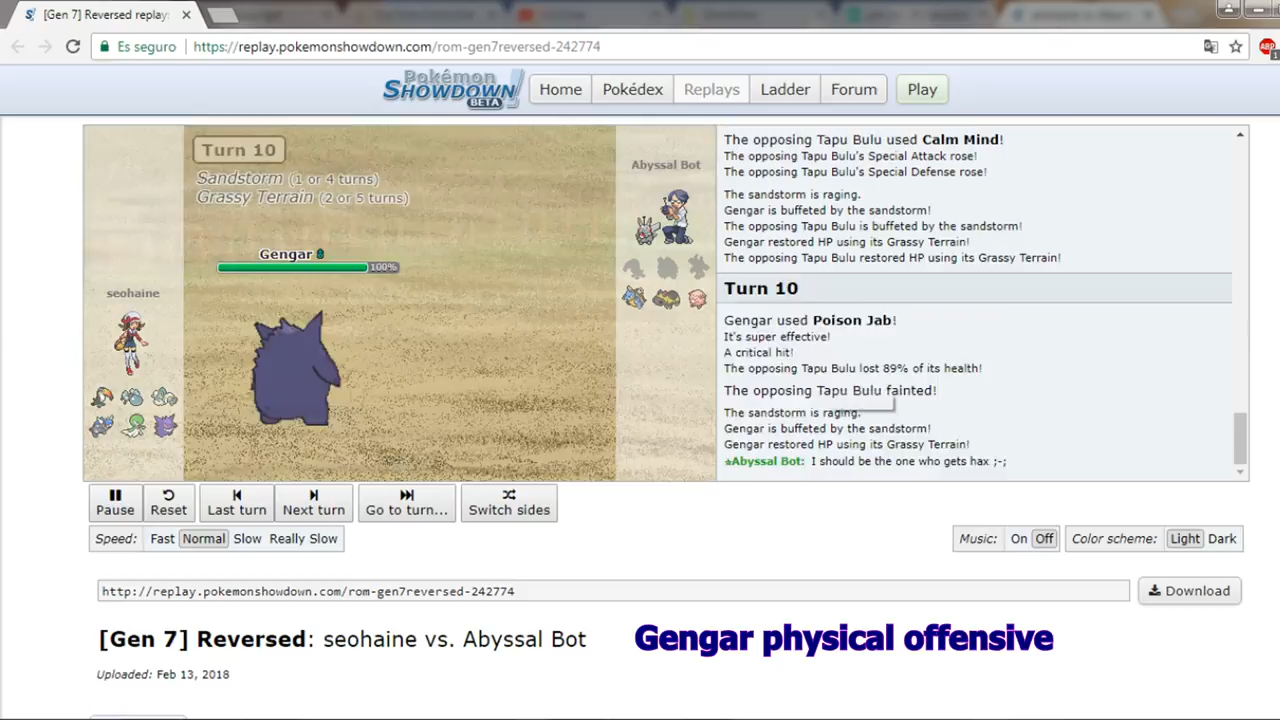 [Gen 7] Reversed replay:
Es seguro
https://replay.pokemonshowdown.com/rom-gen7reversed-242774
ABP
1
Pokémon
SHOWDOWN!
BETA
Home
Pokédex
Replays
Ladder
Forum
Play
Turn 10
Sandstorm (1 or 4 turns)
Grassy Terrain (2 or 5 turns)
Gengar
100%
seohaine
Abyssal Bot
The opposing Tapu Bulu used Calm Mind!
The opposing Tapu Bulu's Special Attack rose!
The opposing Tapu Bulu's Special Defense rose!
The sandstorm is raging.
Gengar is buffeted by the sandstorm!
The opposing Tapu Bulu is buffeted by the sandstorm!
Gengar restored HP using its Grassy Terrain!
The opposing Tapu Bulu restored HP using its Grassy Terrain!
Turn 10
Gengar used Poison Jab!
It's super effective!
A critical hit!
The opposing Tapu Bulu lost 89% of its health!
The opposing Tapu Bulu fainted!
The sandstorm is raging.
Gengar is buffeted by the sandstorm!
Gengar restored HP using its Grassy Terrain!
★Abyssal Bot: I should be the one who gets hax ;-;
Pause
Reset
Last turn
Next turn
Go to turn...
Switch sides
Speed: Fast Normal Slow Really Slow
Music: On Off
Color scheme: Light Dark
http://replay.pokemonshowdown.com/rom-gen7reversed-242774
Download
[Gen 7] Reversed: seohaine vs. Abyssal Bot
Gengar physical offensive
Uploaded: Feb 13, 2018